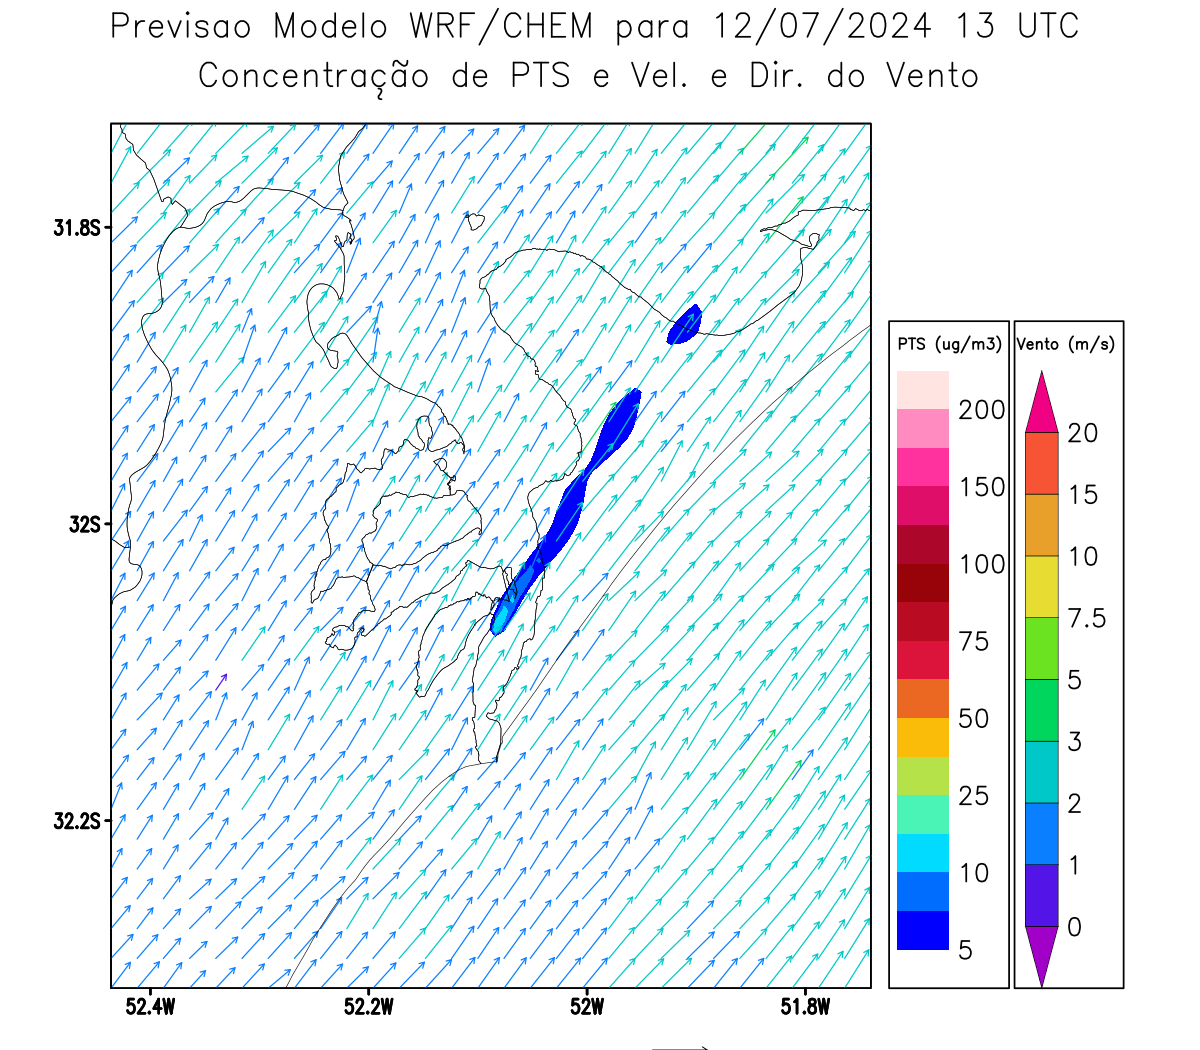 Previsao Modelo WRF/CHEM para 12/07/2024 13 UTC
Concentração de PTS e Vel. e Dir. do Vento
31.8S
32S
32.2S
52.4W 52.2W 52W 51.8W
PTS (ug/m3)
200
150
100
75
50
25
10
5
Vento (m/s)
20
15
10
7.5
5
3
2
1
0